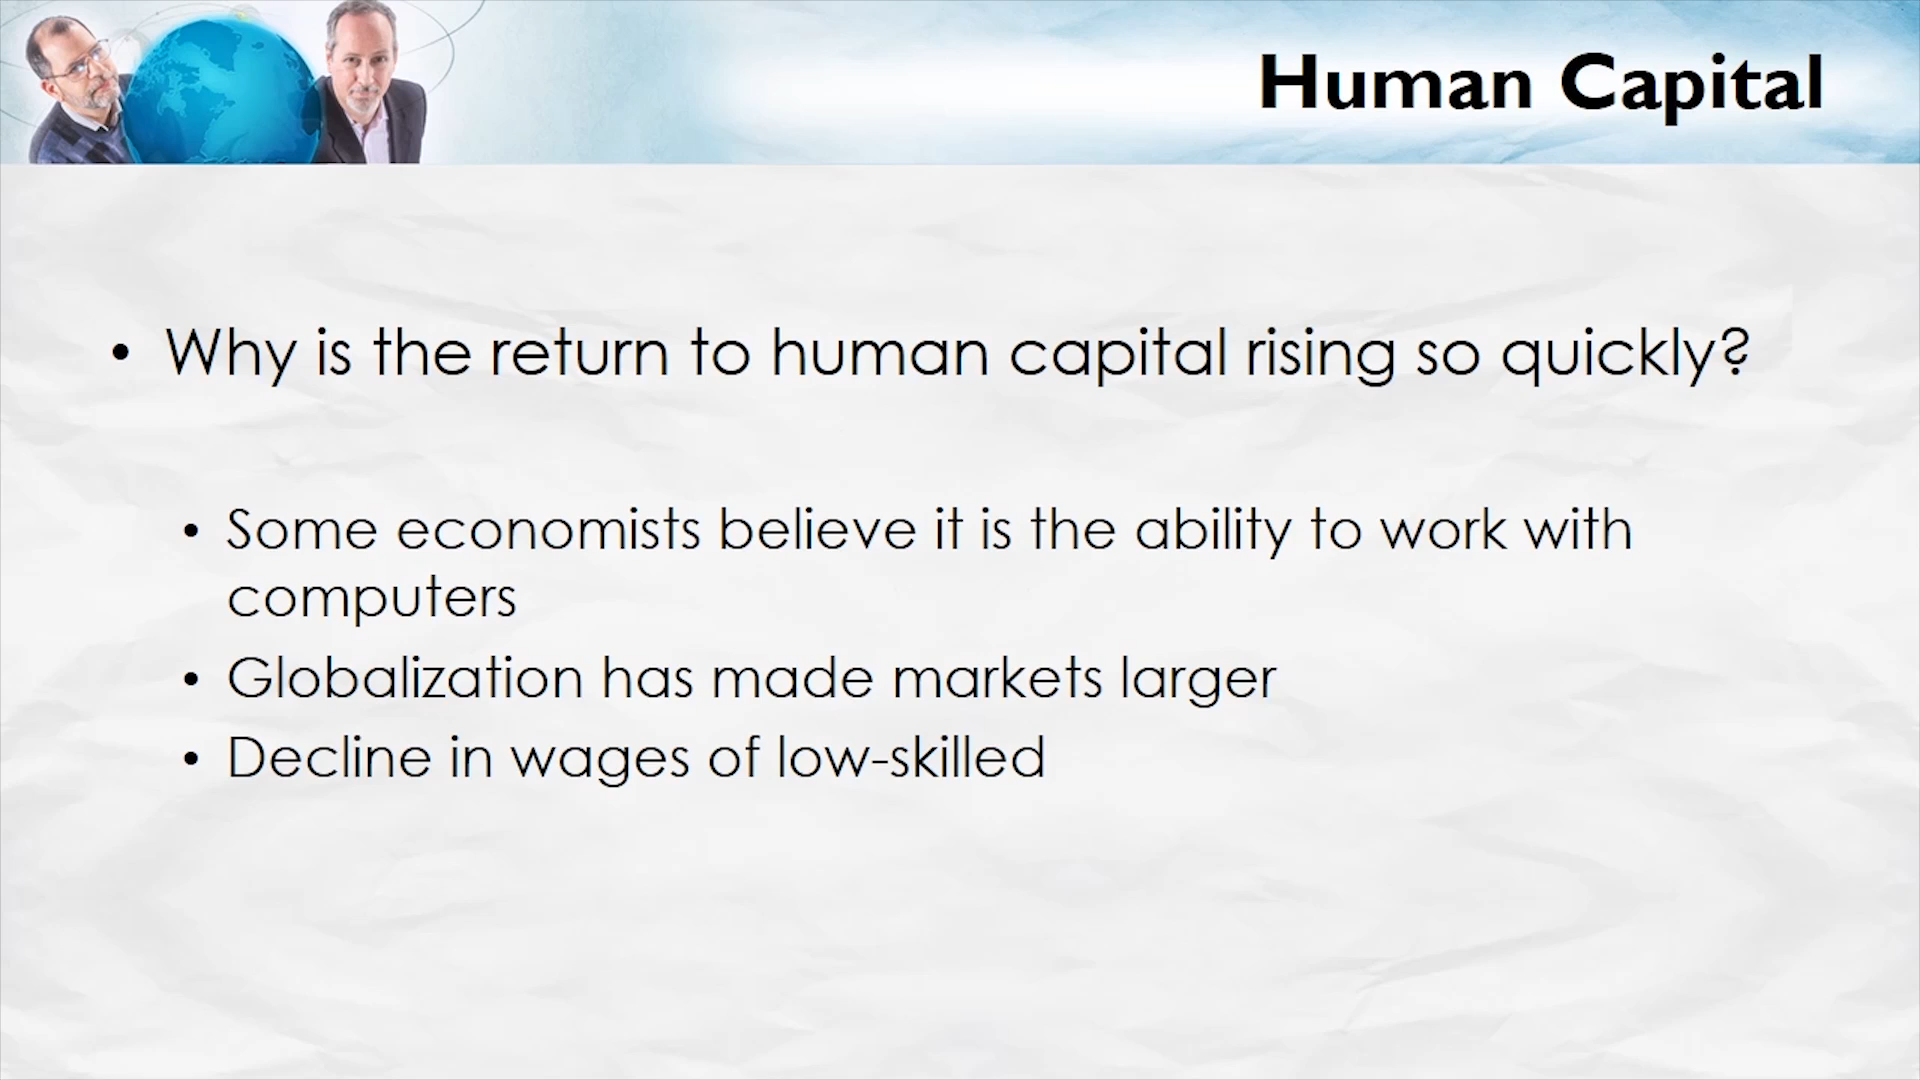 Human Capital
• Why is the return to human capital rising so quickly?
• Some economists believe it is the ability to work with
computers
• Globalization has made markets larger
• Decline in wages of low-skilled